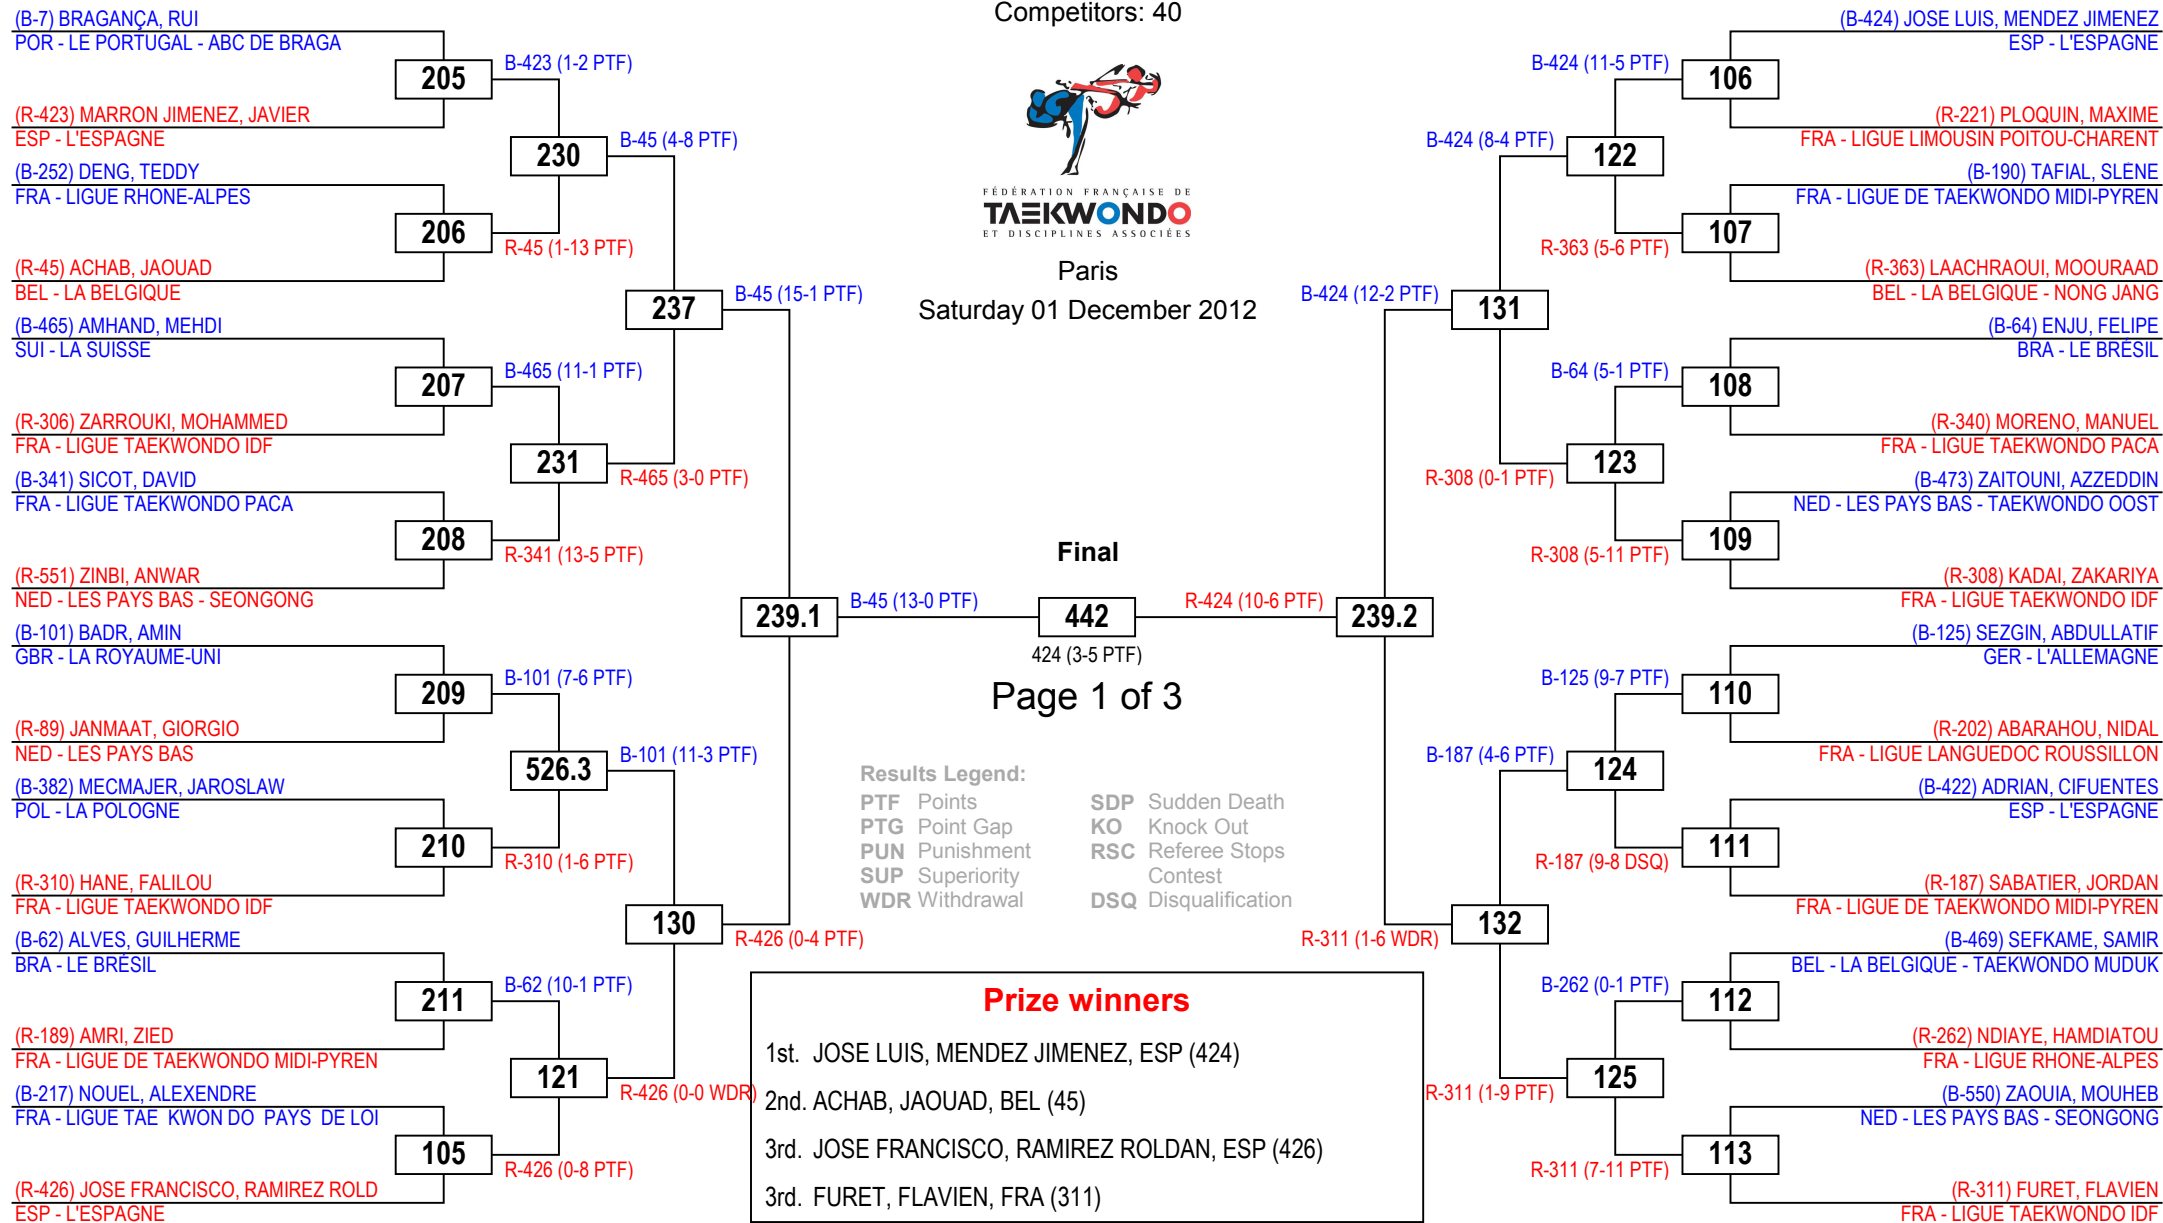 Competitors: 40
FÉDÉRATION FRANÇAISE DE
TAEKWONDO
ET DISCIPLINES ASSOCIÉES
Paris
Saturday 01 December 2012
(B-7) BRAGANÇA, RUI
POR - LE PORTUGAL - ABC DE BRAGA
205
B-423 (1-2 PTF)
(R-423) MARRON JIMENEZ, JAVIER
ESP - L'ESPAGNE
230
B-45 (4-8 PTF)
(B-252) DENG, TEDDY
FRA - LIGUE RHONE-ALPES
206
R-45 (1-13 PTF)
(R-45) ACHAB, JAOUAD
BEL - LA BELGIQUE
237
B-45 (15-1 PTF)
(B-465) AMHAND, MEHDI
SUI - LA SUISSE
207
B-465 (11-1 PTF)
(R-306) ZARROUKI, MOHAMMED
FRA - LIGUE TAEKWONDO IDF
231
R-465 (3-0 PTF)
(B-341) SICOT, DAVID
FRA - LIGUE TAEKWONDO PACA
208
R-341 (13-5 PTF)
(R-551) ZINBI, ANWAR
NED - LES PAYS BAS - SEONGONG
239.1
B-45 (13-0 PTF)
(B-101) BADR, AMIN
GBR - LA ROYAUME-UNI
209
B-101 (7-6 PTF)
(R-89) JANMAAT, GIORGIO
NED - LES PAYS BAS
526.3
B-101 (11-3 PTF)
(B-382) MECMAJER, JAROSLAW
POL - LA POLOGNE
210
R-310 (1-6 PTF)
(R-310) HANE, FALILOU
FRA - LIGUE TAEKWONDO IDF
130
R-426 (0-4 PTF)
(B-62) ALVES, GUILHERME
BRA - LE BRÉSIL
211
B-62 (10-1 PTF)
(R-189) AMRI, ZIED
FRA - LIGUE DE TAEKWONDO MIDI-PYREN
121
R-426 (0-0 WDR)
(B-217) NOUEL, ALEXENDRE
FRA - LIGUE TAE KWON DO PAYS DE LOI
105
R-426 (0-8 PTF)
(R-426) JOSE FRANCISCO, RAMIREZ ROLD
ESP - L'ESPAGNE
Final
442
424 (3-5 PTF)
Page 1 of 3
Results Legend:
PTF Points SDP Sudden Death
PTG Point Gap KO Knock Out
PUN Punishment RSC Referee Stops
SUP Superiority Contest
WDR Withdrawal DSQ Disqualification
Prize winners
1st. JOSE LUIS, MENDEZ JIMENEZ, ESP (424)
2nd. ACHAB, JAOUAD, BEL (45)
3rd. JOSE FRANCISCO, RAMIREZ ROLDAN, ESP (426)
3rd. FURET, FLAVIEN, FRA (311)
(B-424) JOSE LUIS, MENDEZ JIMENEZ
ESP - L'ESPAGNE
B-424 (11-5 PTF)
106
(R-221) PLOQUIN, MAXIME
FRA - LIGUE LIMOUSIN POITOU-CHARENT
B-424 (8-4 PTF)
122
(B-190) TAFIAL, SLÈNE
FRA - LIGUE DE TAEKWONDO MIDI-PYREN
R-363 (5-6 PTF)
107
(R-363) LAACHRAOUI, MOOURAAD
BEL - LA BELGIQUE - NONG JANG
B-424 (12-2 PTF)
131
(B-64) ENJU, FELIPE
BRA - LE BRÉSIL
B-64 (5-1 PTF)
108
(R-340) MORENO, MANUEL
FRA - LIGUE TAEKWONDO PACA
R-308 (0-1 PTF)
123
(B-473) ZAITOUNI, AZZEDDIN
NED - LES PAYS BAS - TAEKWONDO OOST
R-308 (5-11 PTF)
109
(R-308) KADAI, ZAKARIYA
FRA - LIGUE TAEKWONDO IDF
R-424 (10-6 PTF)
239.2
(B-125) SEZGIN, ABDULLATIF
GER - L'ALLEMAGNE
B-125 (9-7 PTF)
110
(R-202) ABARAHOU, NIDAL
FRA - LIGUE LANGUEDOC ROUSSILLON
B-187 (4-6 PTF)
124
(B-422) ADRIAN, CIFUENTES
ESP - L'ESPAGNE
R-187 (9-8 DSQ)
111
(R-187) SABATIER, JORDAN
FRA - LIGUE DE TAEKWONDO MIDI-PYREN
R-311 (1-6 WDR)
132
(B-469) SEFKAME, SAMIR
BEL - LA BELGIQUE - TAEKWONDO MUDUK
B-262 (0-1 PTF)
112
(R-262) NDIAYE, HAMDIATOU
FRA - LIGUE RHONE-ALPES
R-311 (1-9 PTF)
125
(B-550) ZAOUIA, MOUHEB
NED - LES PAYS BAS - SEONGONG
R-311 (7-11 PTF)
113
(R-311) FURET, FLAVIEN
FRA - LIGUE TAEKWONDO IDF